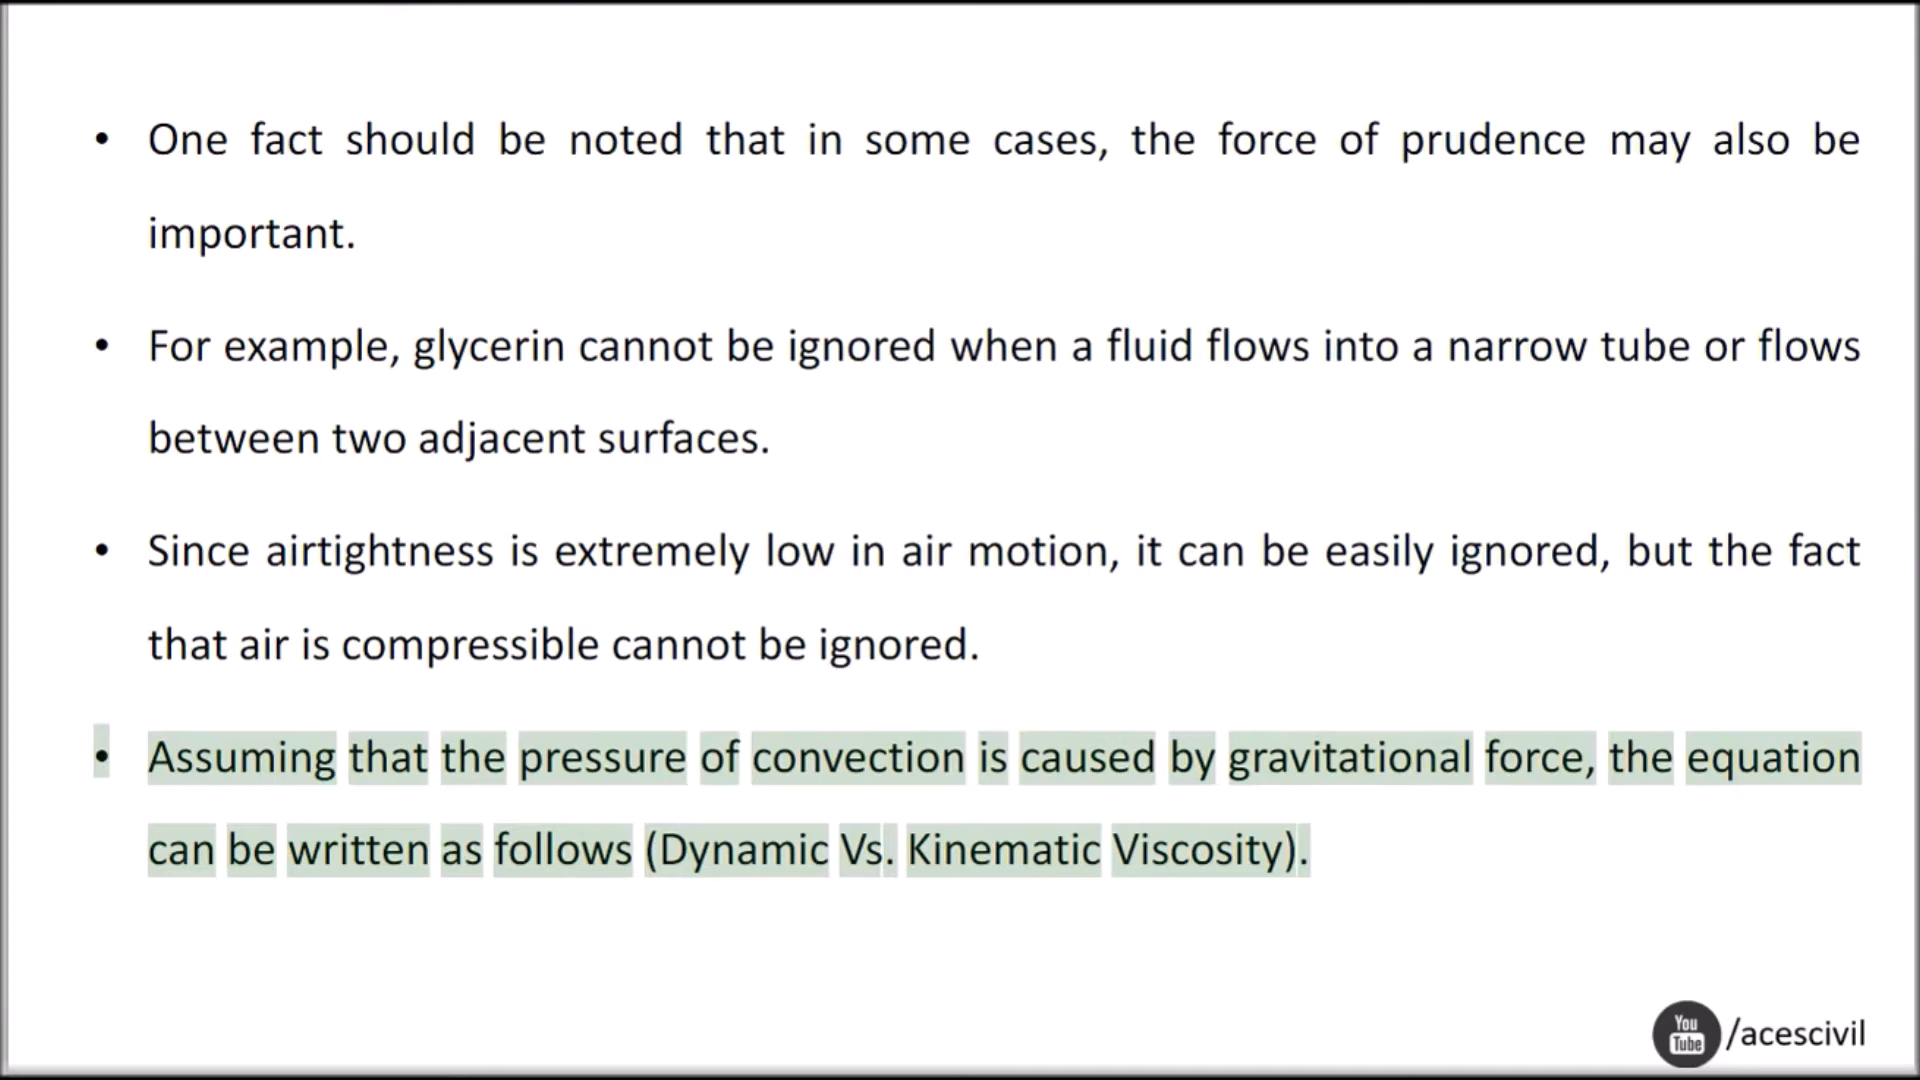 • One fact should be noted that in some cases, the force of prudence may also be
important.
• For example, glycerin cannot be ignored when a fluid flows into a narrow tube or flows
between two adjacent surfaces.
• Since airtightness is extremely low in air motion, it can be easily ignored, but the fact
that air is compressible cannot be ignored.
• Assuming that the pressure of convection is caused by gravitational force, the equation
can be written as follows (Dynamic Vs. Kinematic Viscosity).
You
Tube /acescivil